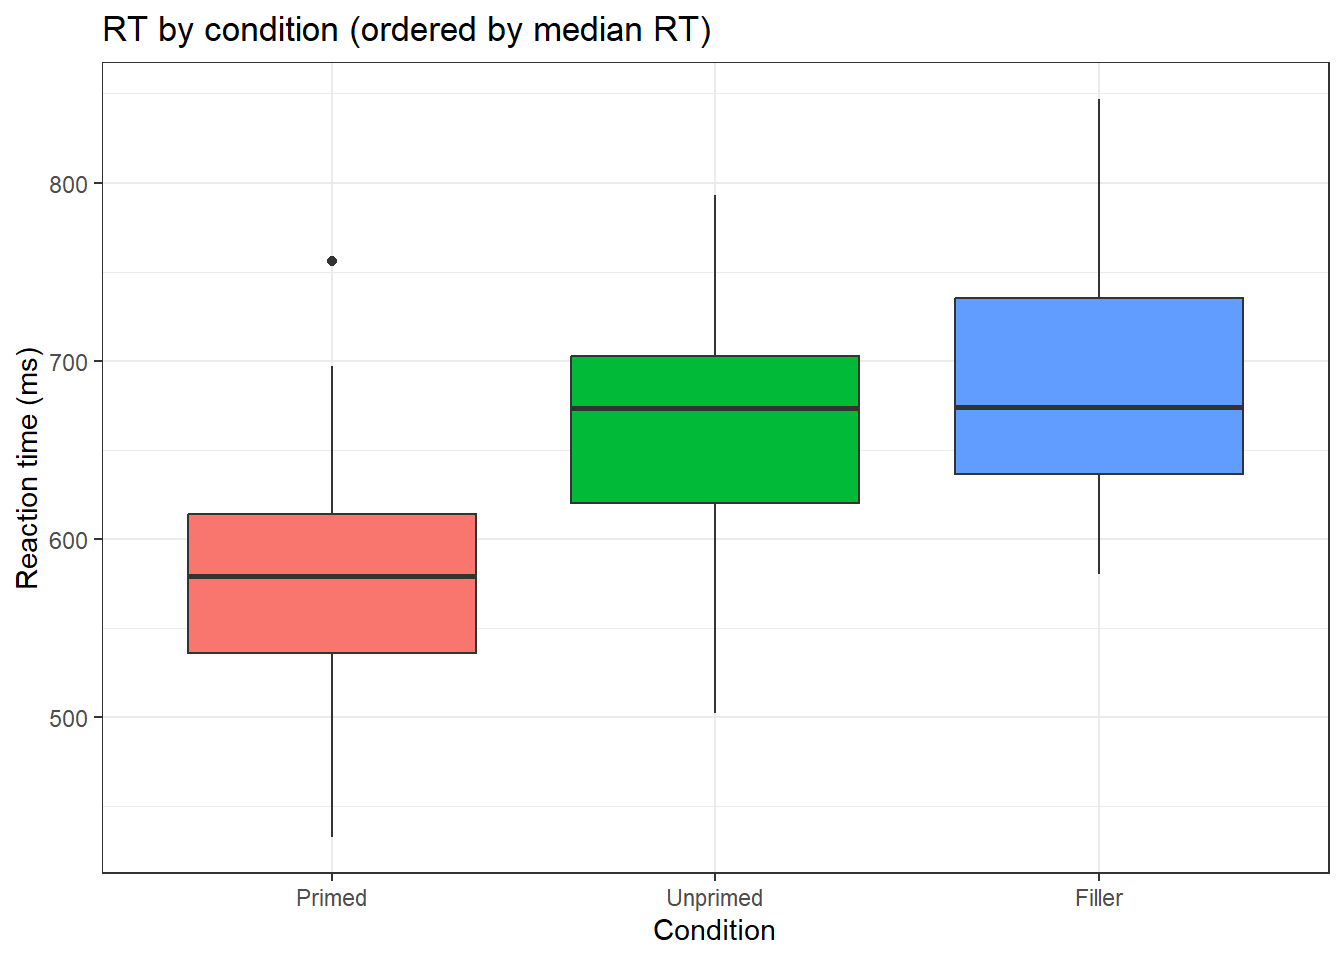 RT by condition (ordered by median RT)
Reaction time (ms)
800
700
600
500
Primed
Unprimed
Filler
Condition